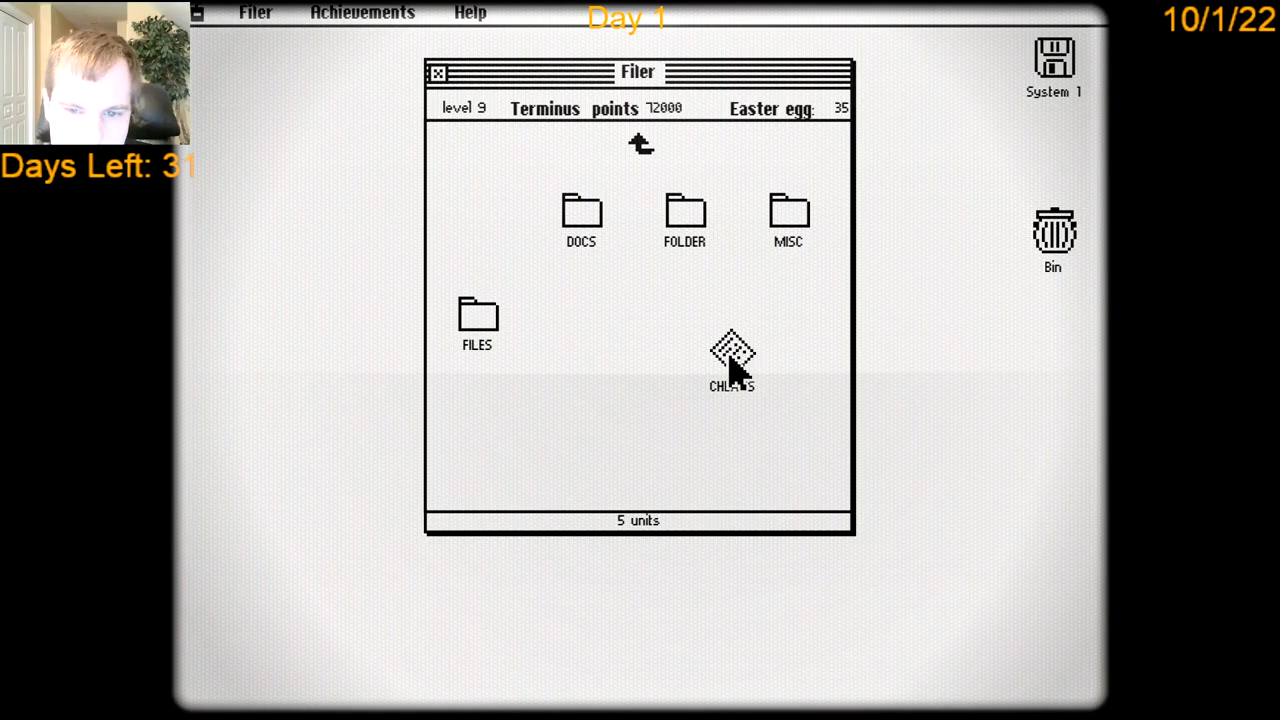 Filer Achievements Help
Day 1
10/1/22
Days Left: 31
System 1
Bin
Filer
level 9 Terminus points 72000 Easter egg: 35
DOCS FOLDER MISC
FILES
5 units